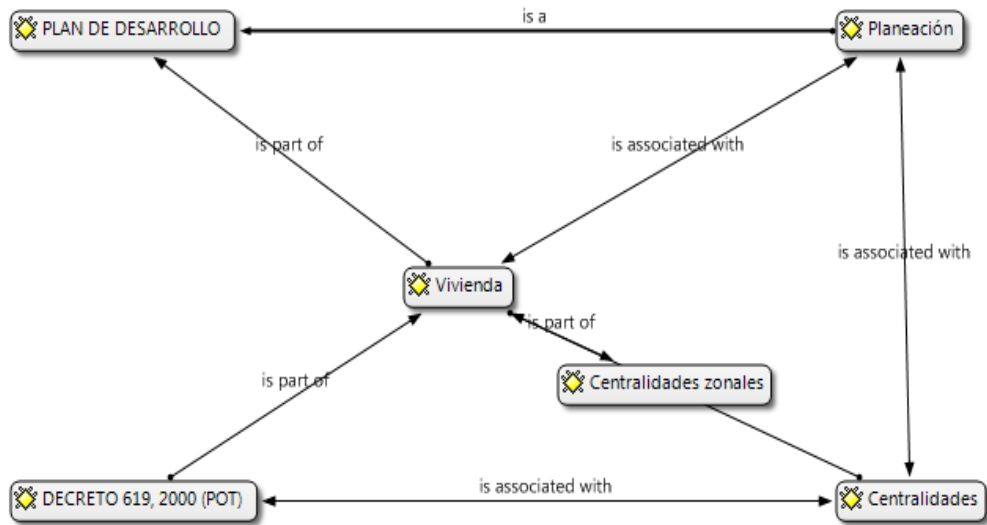 PLAN DE DESARROLLO
is a
Planeación
is part of
is associated with
is associated with
Vivienda
is part of
is part of
Centralidades zonales
DECRETO 619, 2000 (POT)
is associated with
Centralidades